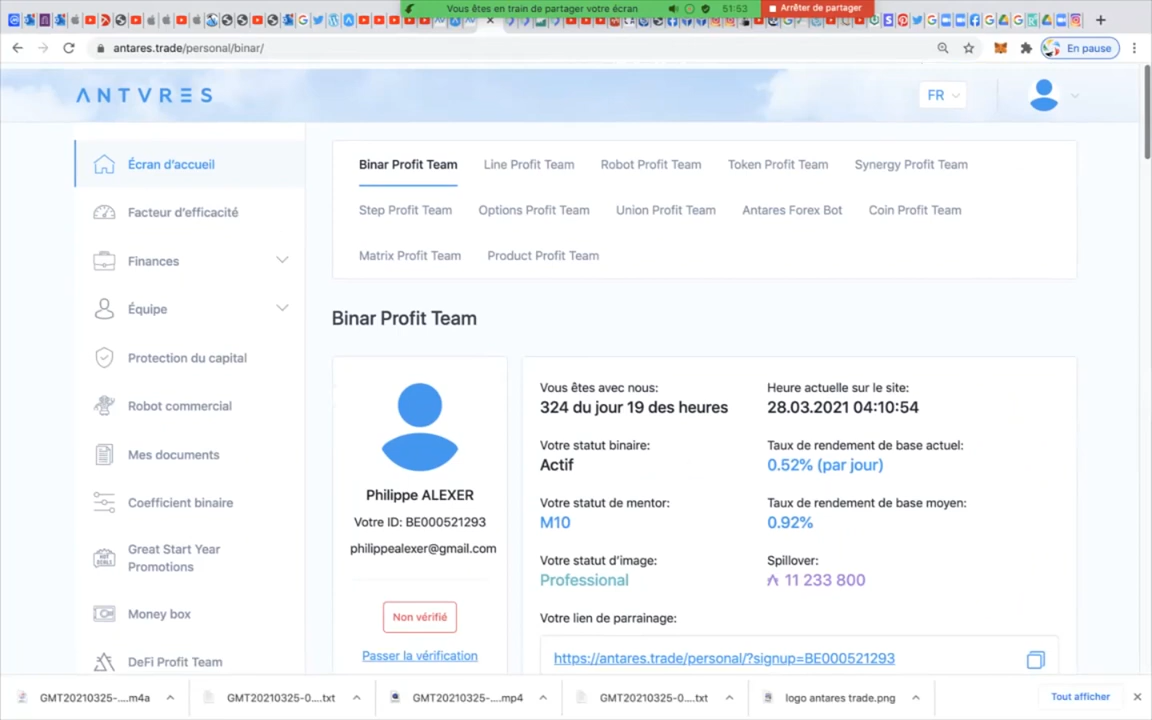 Vous êtes en train de partager votre écran
51:53
Arrêter de partager
antares.trade/personal/binar/
En pause
ANTVRES
FR
Écran d'accueil
Facteur d'efficacité
Finances
Équipe
Protection du capital
Robot commercial
Mes documents
Coefficient binaire
Great Start Year
Promotions
Money box
DeFi Profit Team
Binar Profit Team
Line Profit Team
Robot Profit Team
Token Profit Team
Synergy Profit Team
Step Profit Team
Options Profit Team
Union Profit Team
Antares Forex Bot
Coin Profit Team
Matrix Profit Team
Product Profit Team
Binar Profit Team
Philippe ALEXER
Votre ID: BE000521293
philippealexer@gmail.com
Non vérifié
Passer la vérification
Vous êtes avec nous:
324 du jour 19 des heures
Heure actuelle sur le site:
28.03.2021 04:10:54
Votre statut binaire:
Actif
Taux de rendement de base actuel:
0.52% (par jour)
Votre statut de mentor:
M10
Taux de rendement de base moyen:
0.92%
Votre statut d'image:
Professional
Spillover:
11 233 800
Votre lien de parrainage:
https://antares.trade/personal/?signup=BE000521293
GMT20210325-....m4a
GMT20210325-0....txt
GMT20210325-....mp4
GMT20210325-0....txt
logo antares trade.png
Tout afficher